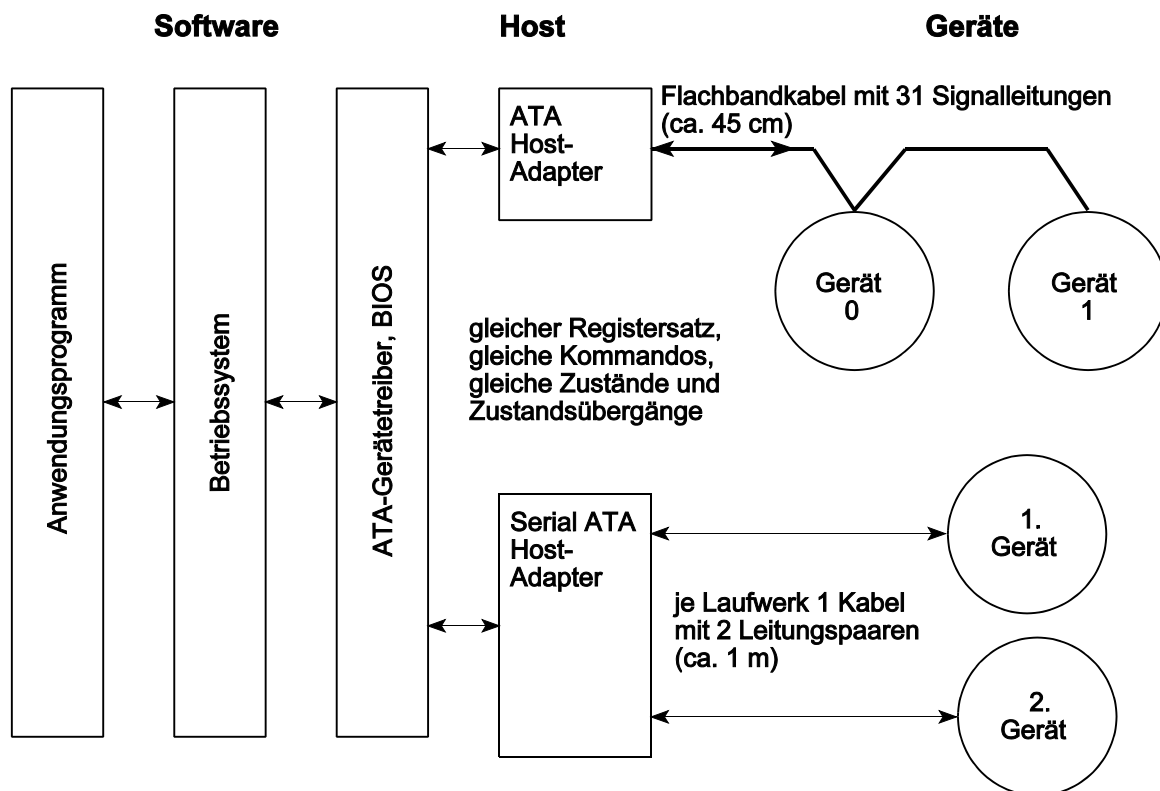 Software
Host
Geräte
Anwendungsprogramm
Betriebssystem
ATA-Gerätetreiber, BIOS
ATA
Host-
Adapter
Flachbandkabel mit 31 Signalleitungen
(ca. 45 cm)
Gerät
0
Gerät
1
gleicher Registersatz,
gleiche Kommandos,
gleiche Zustände und
Zustandsübergänge
Serial ATA
Host-
Adapter
je Laufwerk 1 Kabel
mit 2 Leitungspaaren
(ca. 1 m)
1.
Gerät
2.
Gerät